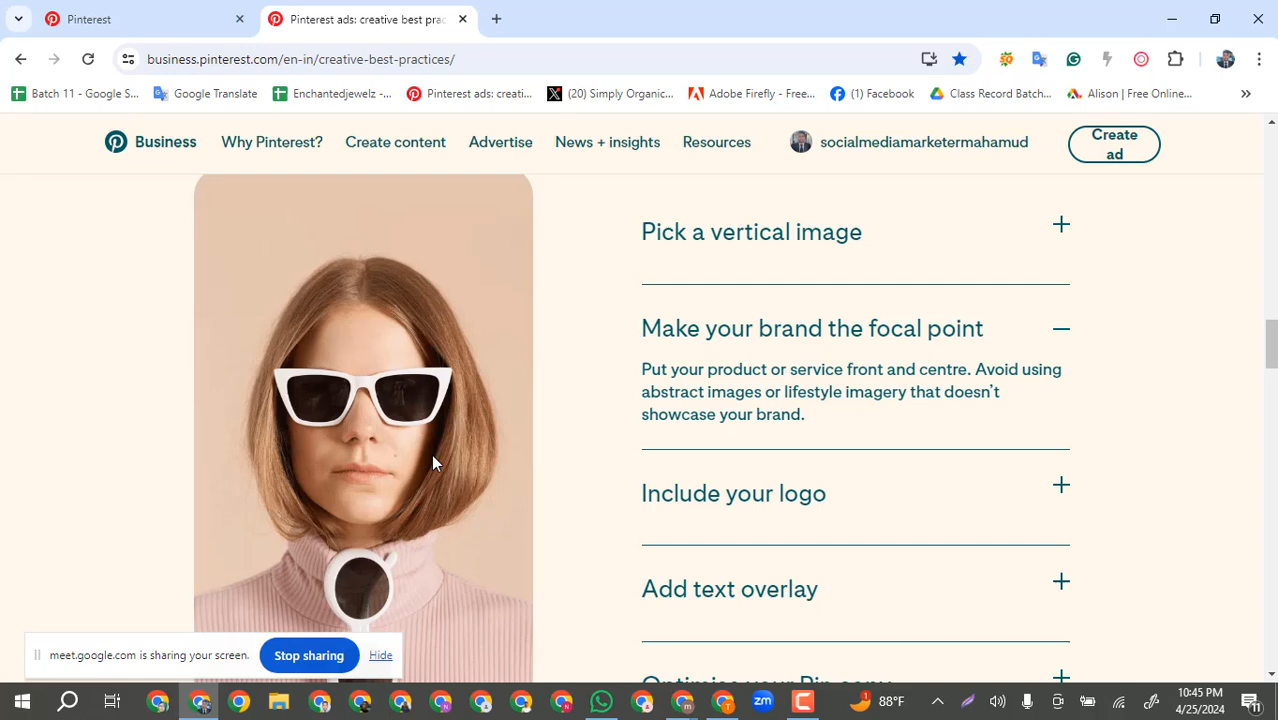 Pinterest
Pinterest ads: creative best prac
business.pinterest.com/en-in/creative-best-practices/
Batch 11 - Google S...
Google Translate
Enchantedjewelz - ...
Pinterest ads: creati...
(20) Simply Organic...
Adobe Firefly - Free...
(1) Facebook
Class Record Batch...
Alison | Free Online...
Business
Why Pinterest?
Create content
Advertise
News + insights
Resources
socialmediamarketermahamud
Create
ad
Pick a vertical image
Make your brand the focal point
Put your product or service front and centre. Avoid using
abstract images or lifestyle imagery that doesn't
showcase your brand.
Include your logo
Add text overlay
Optimise your Pin copy
meet.google.com is sharing your screen.
Stop sharing
Hide
88°F
10:45 PM
4/25/2024